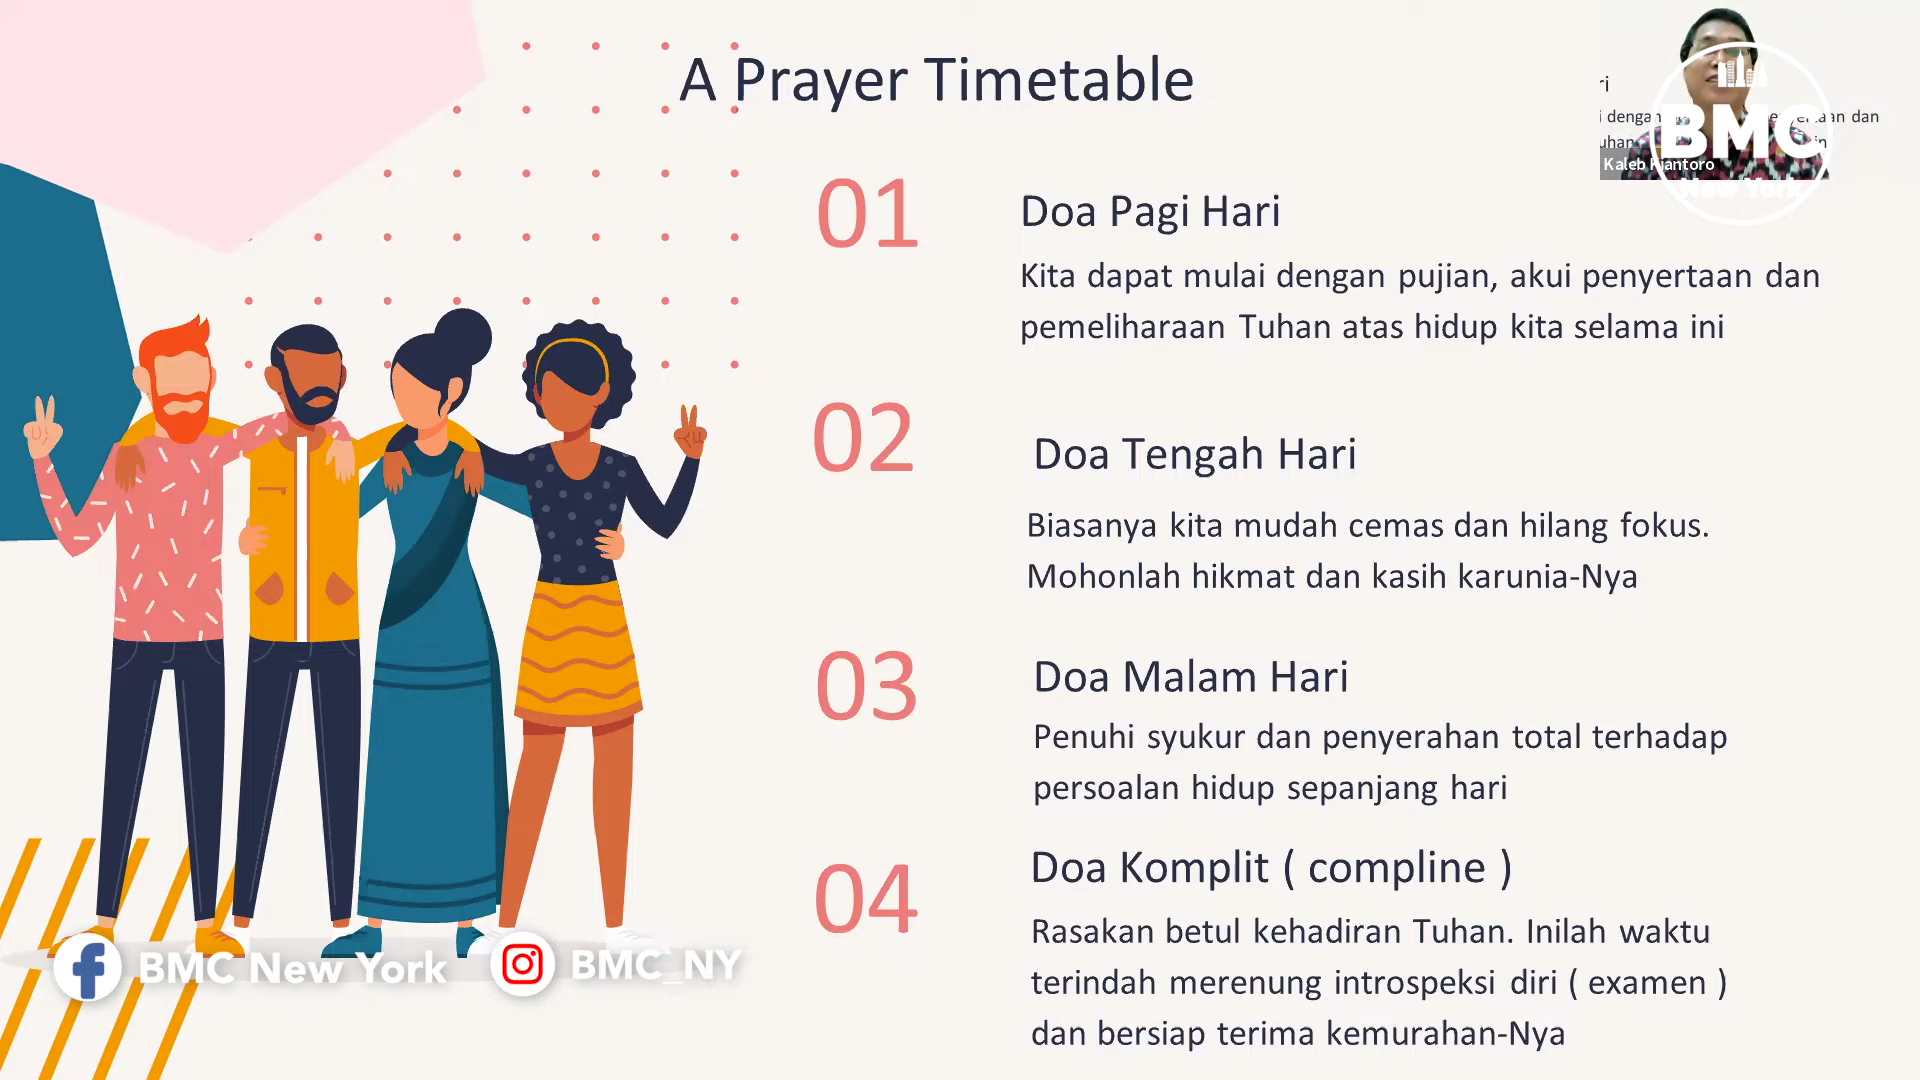 A Prayer Timetable
01
Doa Pagi Hari
Kita dapat mulai dengan pujian, akui penyertaan dan
pemeliharaan Tuhan atas hidup kita selama ini
02
Doa Tengah Hari
Biasanya kita mudah cemas dan hilang fokus.
Mohonlah hikmat dan kasih karunia-Nya
03
Doa Malam Hari
Penuhi syukur dan penyerahan total terhadap
persoalan hidup sepanjang hari
04
Doa Komplit ( compline )
Rasakan betul kehadiran Tuhan. Inilah waktu
terindah merenung introspeksi diri ( examen )
dan bersiap terima kemurahan-Nya
BMC New York
BMC_NY
BMC
New York
dan
Kaleb